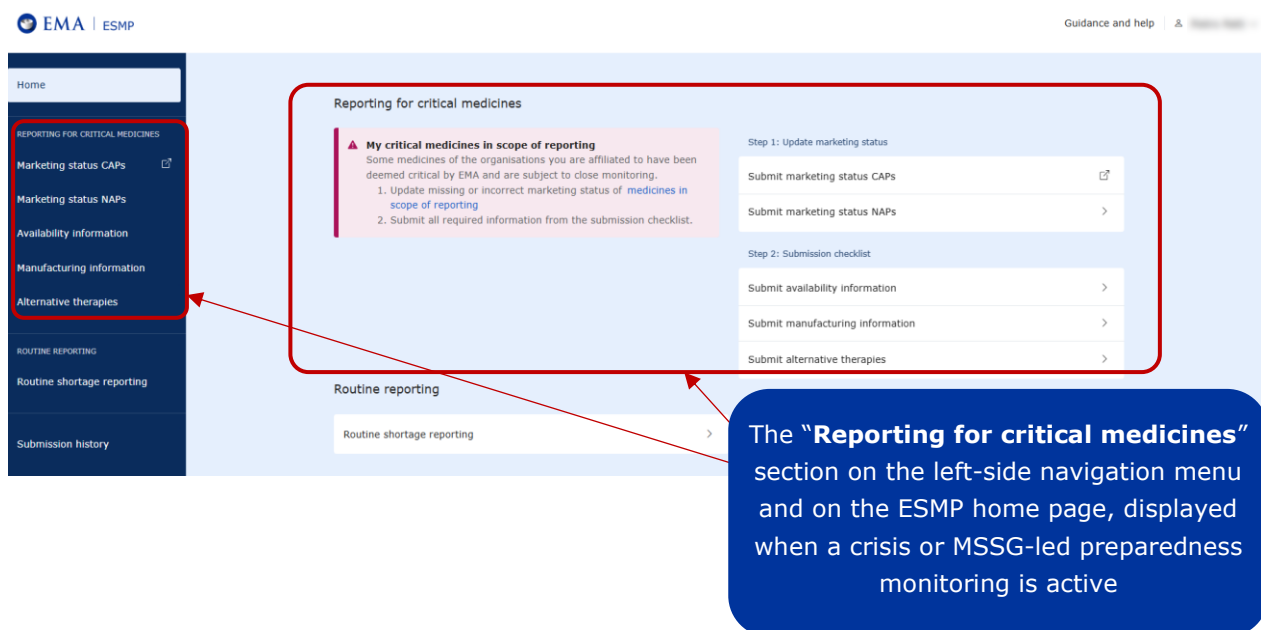 EMA | ESMP
Guidance and help
Home
REPORTING FOR CRITICAL MEDICINES
Marketing status CAPs
Marketing status NAPs
Availability information
Manufacturing information
Alternative therapies
ROUTINE REPORTING
Routine shortage reporting
Submission history
Reporting for critical medicines
My critical medicines in scope of reporting
Some medicines of the organisations you are affiliated to have been
deemed critical by EMA and are subject to close monitoring.
1. Update missing or incorrect marketing status of medicines in
scope of reporting
2. Submit all required information from the submission checklist.
Step 1: Update marketing status
Submit marketing status CAPs
Submit marketing status NAPs
Step 2: Submission checklist
Submit availability information
Submit manufacturing information
Submit alternative therapies
Routine reporting
Routine shortage reporting
The “Reporting for critical medicines”
section on the left-side navigation menu
and on the ESMP home page, displayed
when a crisis or MSSG-led preparedness
monitoring is active